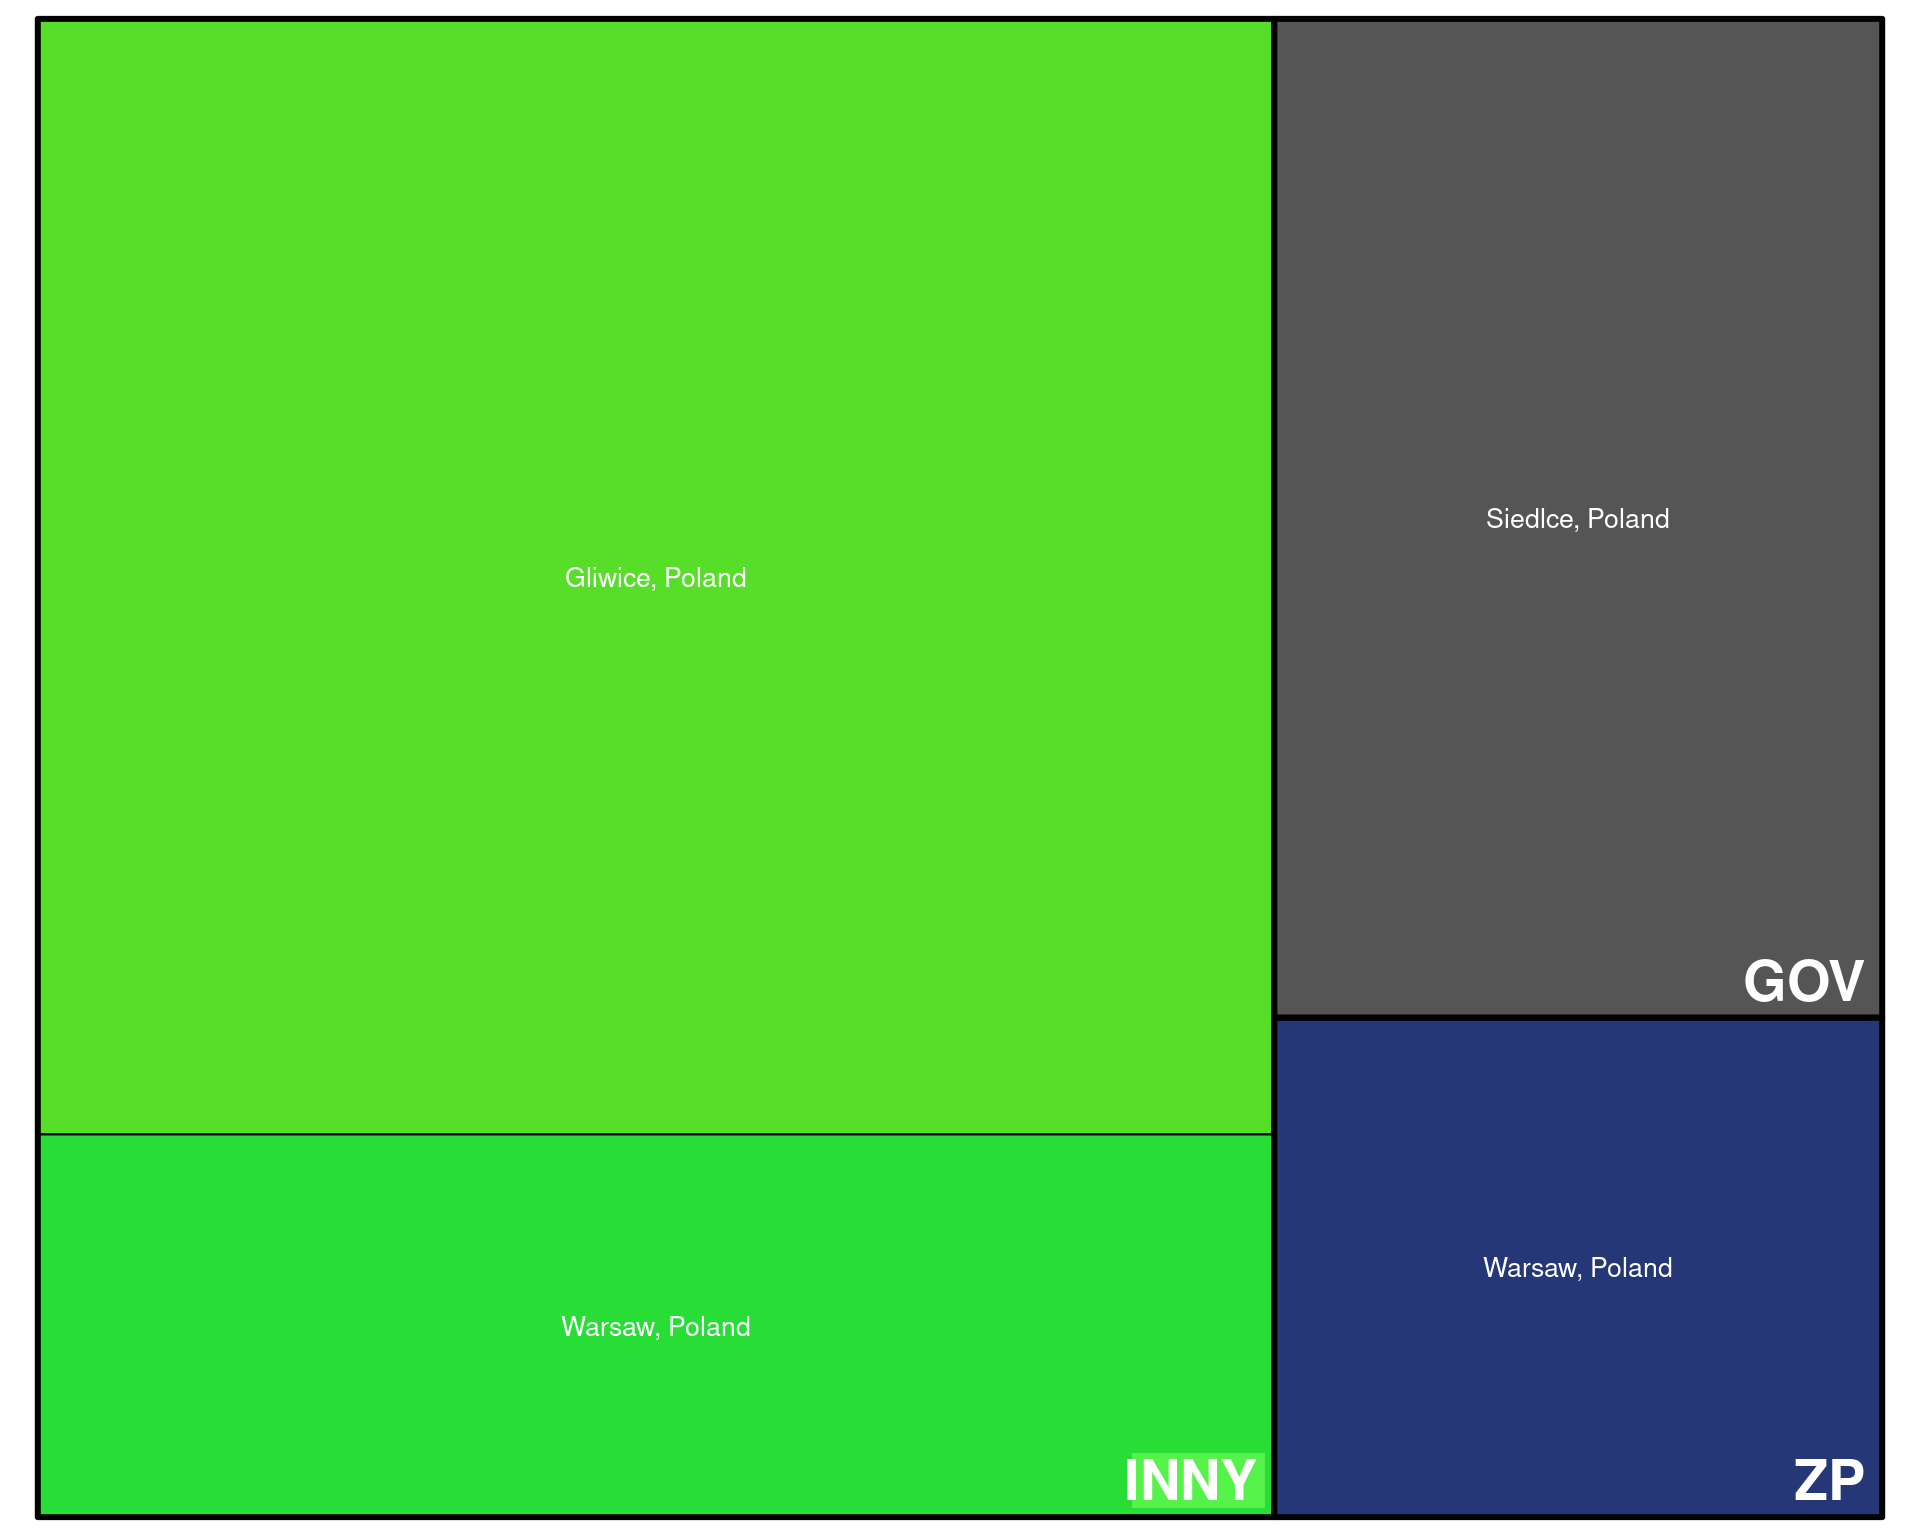 Gliwice, Poland
Warsaw, Poland
INNY
Siedlce, Poland
GOV
Warsaw, Poland
ZP